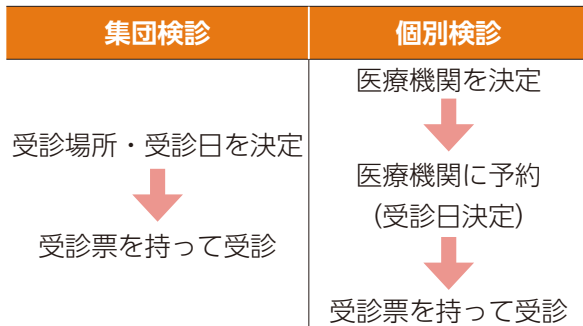 集団検診
個別検診
受診場所・受診日を決定
受診票を持って受診
医療機関を決定
医療機関に予約
(受診日決定)
受診票を持って受診